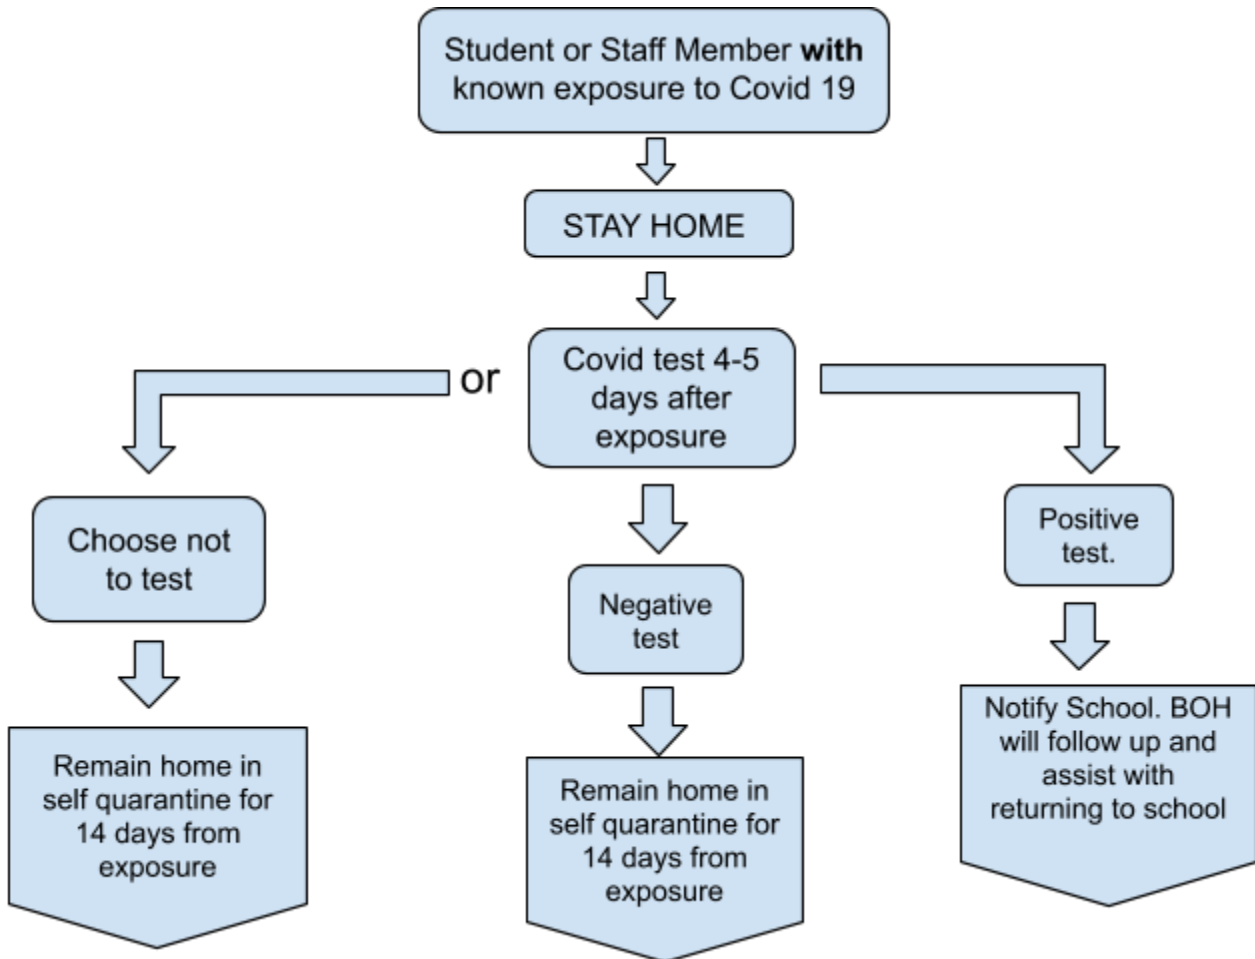 Student or Staff Member with
known exposure to Covid 19
STAY HOME
or
Covid test 4-5
days after
exposure
Choose not
to test
Negative
test
Positive
test.
Remain home in
self quarantine for
14 days from
exposure
Remain home in
self quarantine for
14 days from
exposure
Notify School. BOH
will follow up and
assist with
returning to school